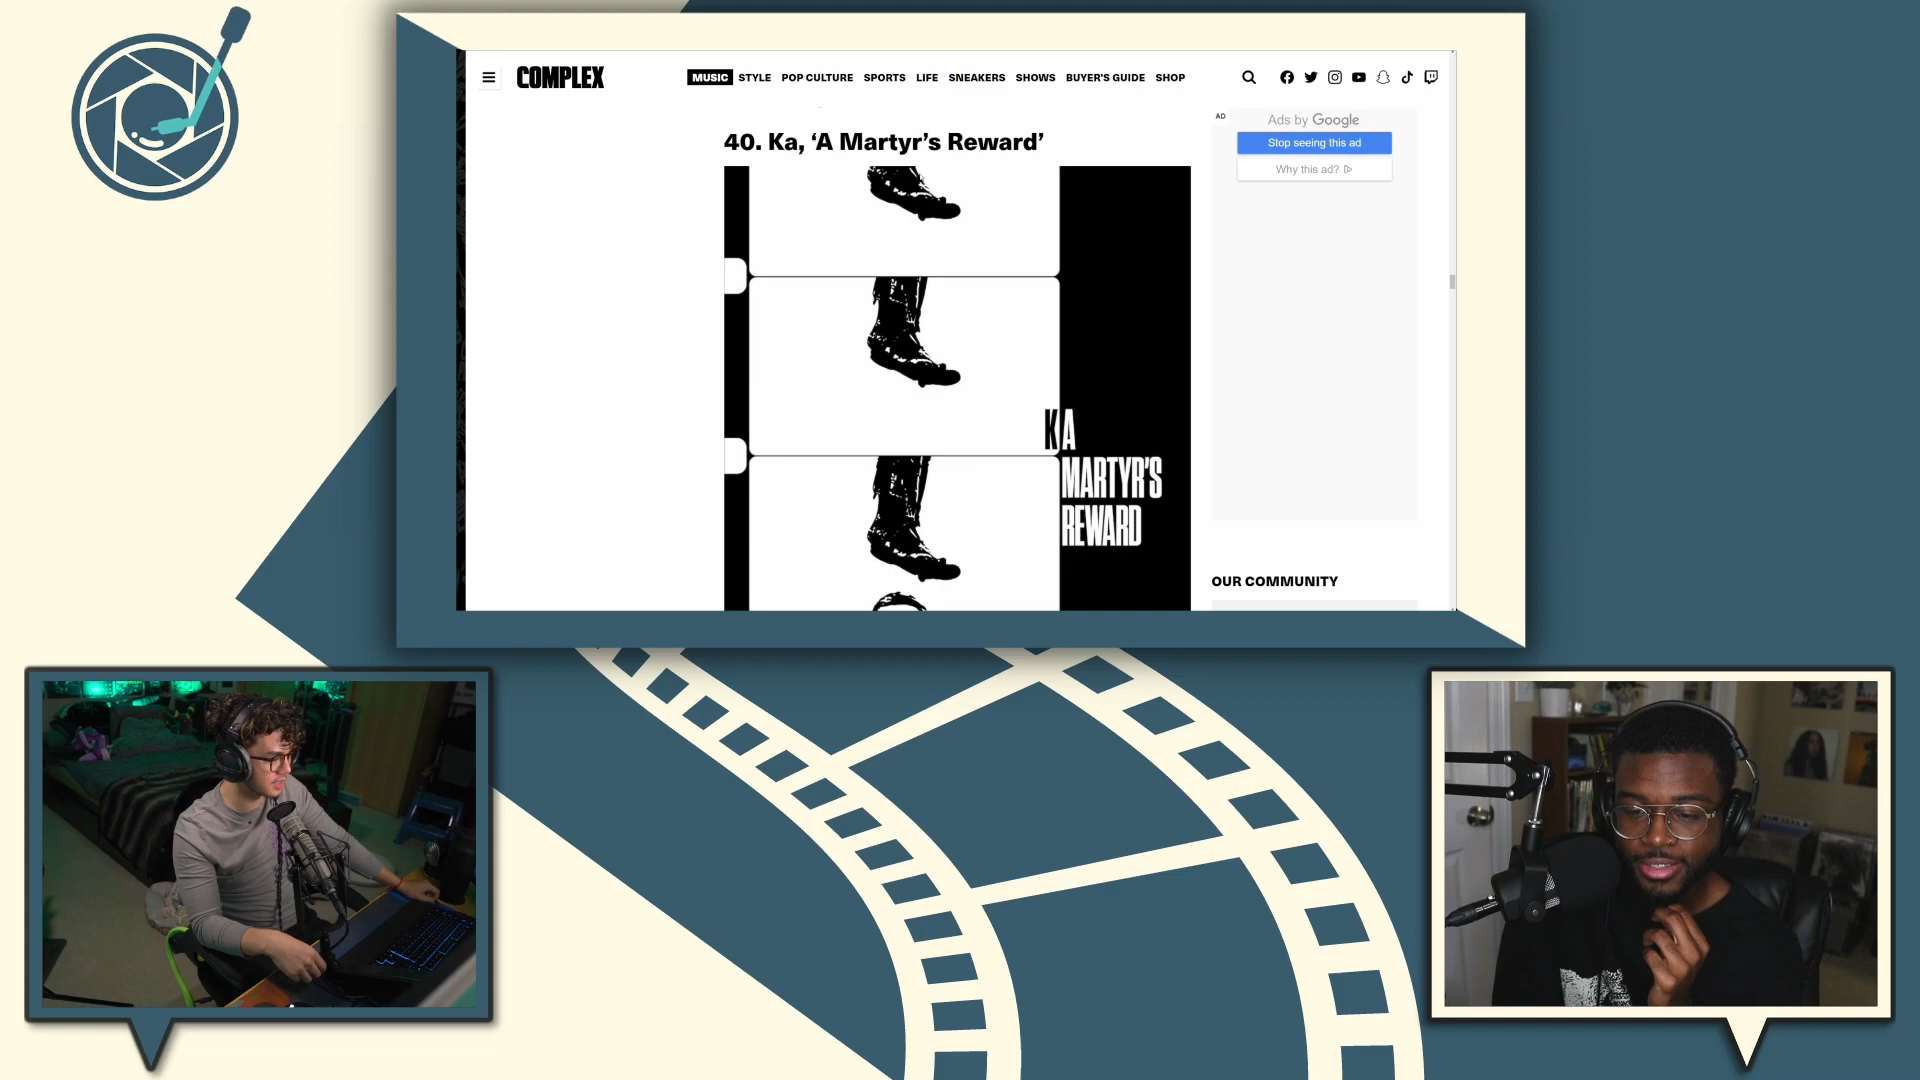 COMPLEX
MUSIC STYLE POP CULTURE SPORTS LIFE SNEAKERS SHOWS BUYER'S GUIDE SHOP
40. Ka, ‘A Martyr’s Reward’
KA
MARTYR'S
REWARD
AD
Ads by Google
Stop seeing this ad
Why this ad?
OUR COMMUNITY